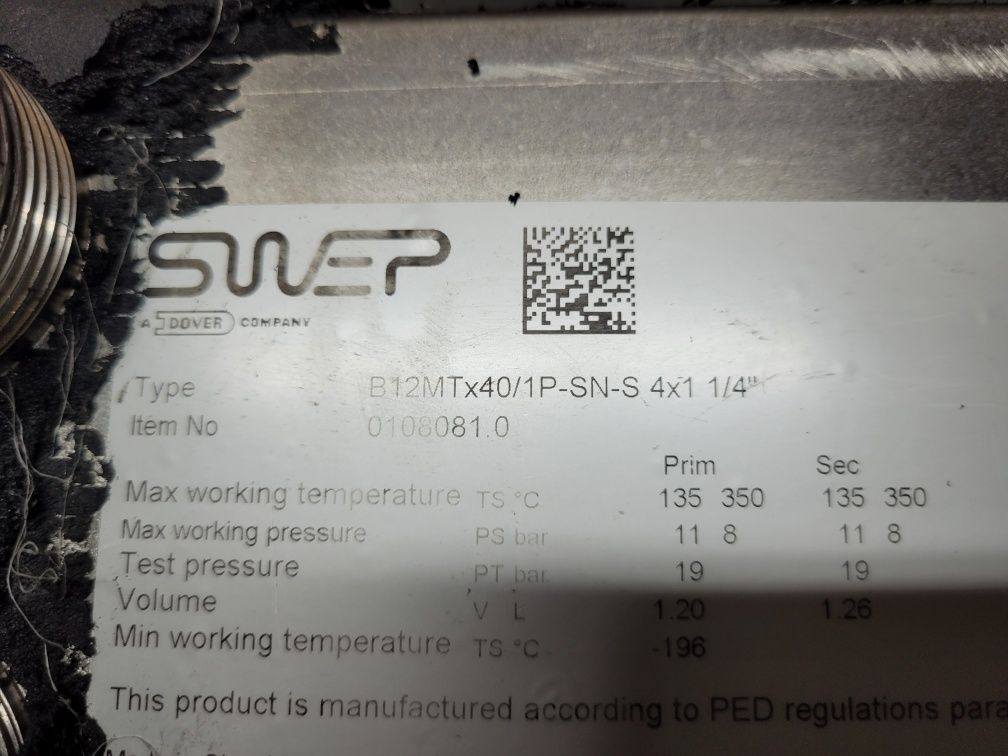 SWEP
A DOVER COMPANY
Type B12MTx40/1P-SN-S 4x1 1/4"
Item No 0108081.0
Prim Sec
Max working temperature TS °C 135 350 135 350
Max working pressure PS bar 11 8 11 8
Test pressure PT bar 19 19
Volume V L 1.20 1.26
Min working temperature TS °C -196
This product is manufactured according to PED regulations para